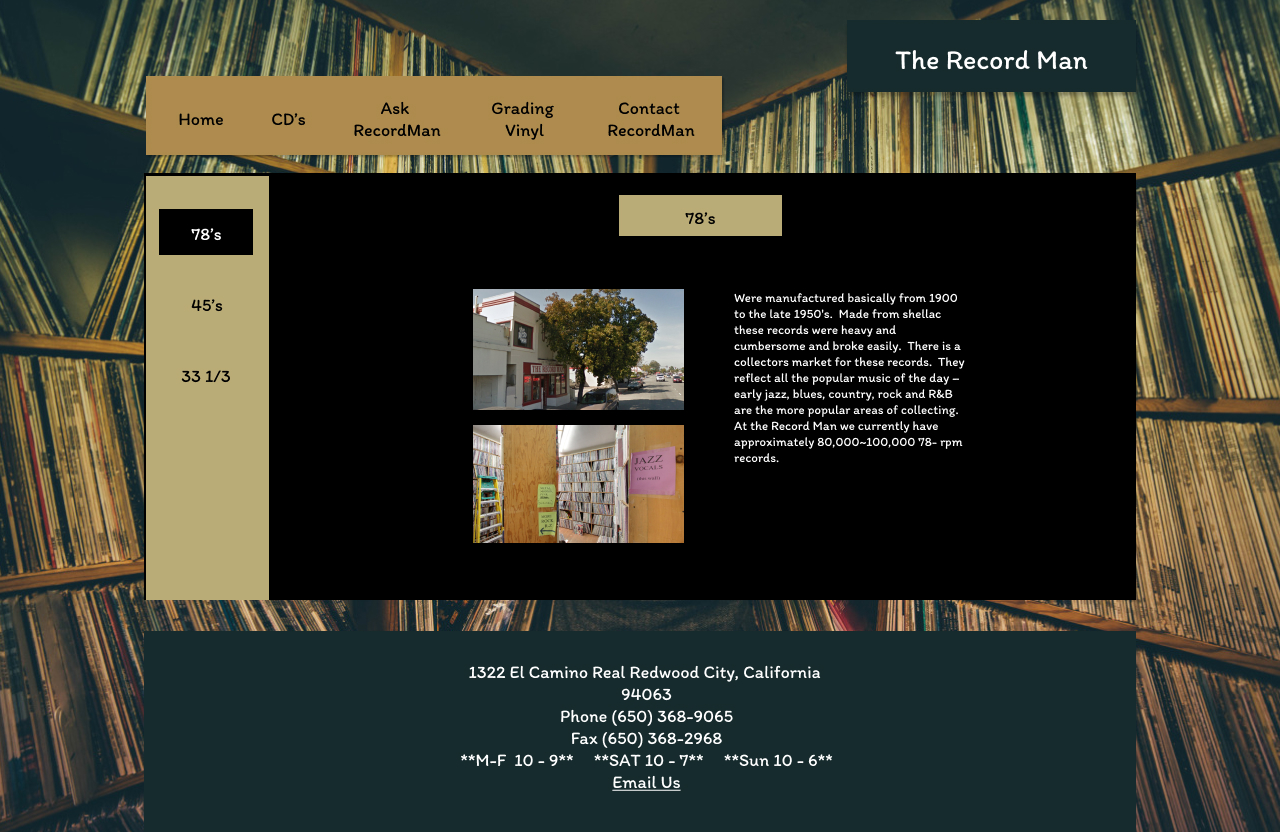 The Record Man
Home
CD's
Ask
RecordMan
Grading
Vinyl
Contact
RecordMan
78's
45's
33 1/3
78's
THE RECORD MAN
JAZZ
VOCALS
Were manufactured basically from 1900
to the late 1950's.  Made from shellac
these records were heavy and
cumbersome and broke easily.  There is a
collectors market for these records.  They
reflect all the popular music of the day –
early jazz, blues, country, rock and R&B
are the more popular areas of collecting.
At the Record Man we currently have
approximately 80,000~100,000 78- rpm
records.
1322 El Camino Real Redwood City, California
94063
Phone (650) 368-9065
Fax (650) 368-2968
**M-F  10 - 9**    **SAT 10 - 7**    **Sun 10 - 6**
Email Us